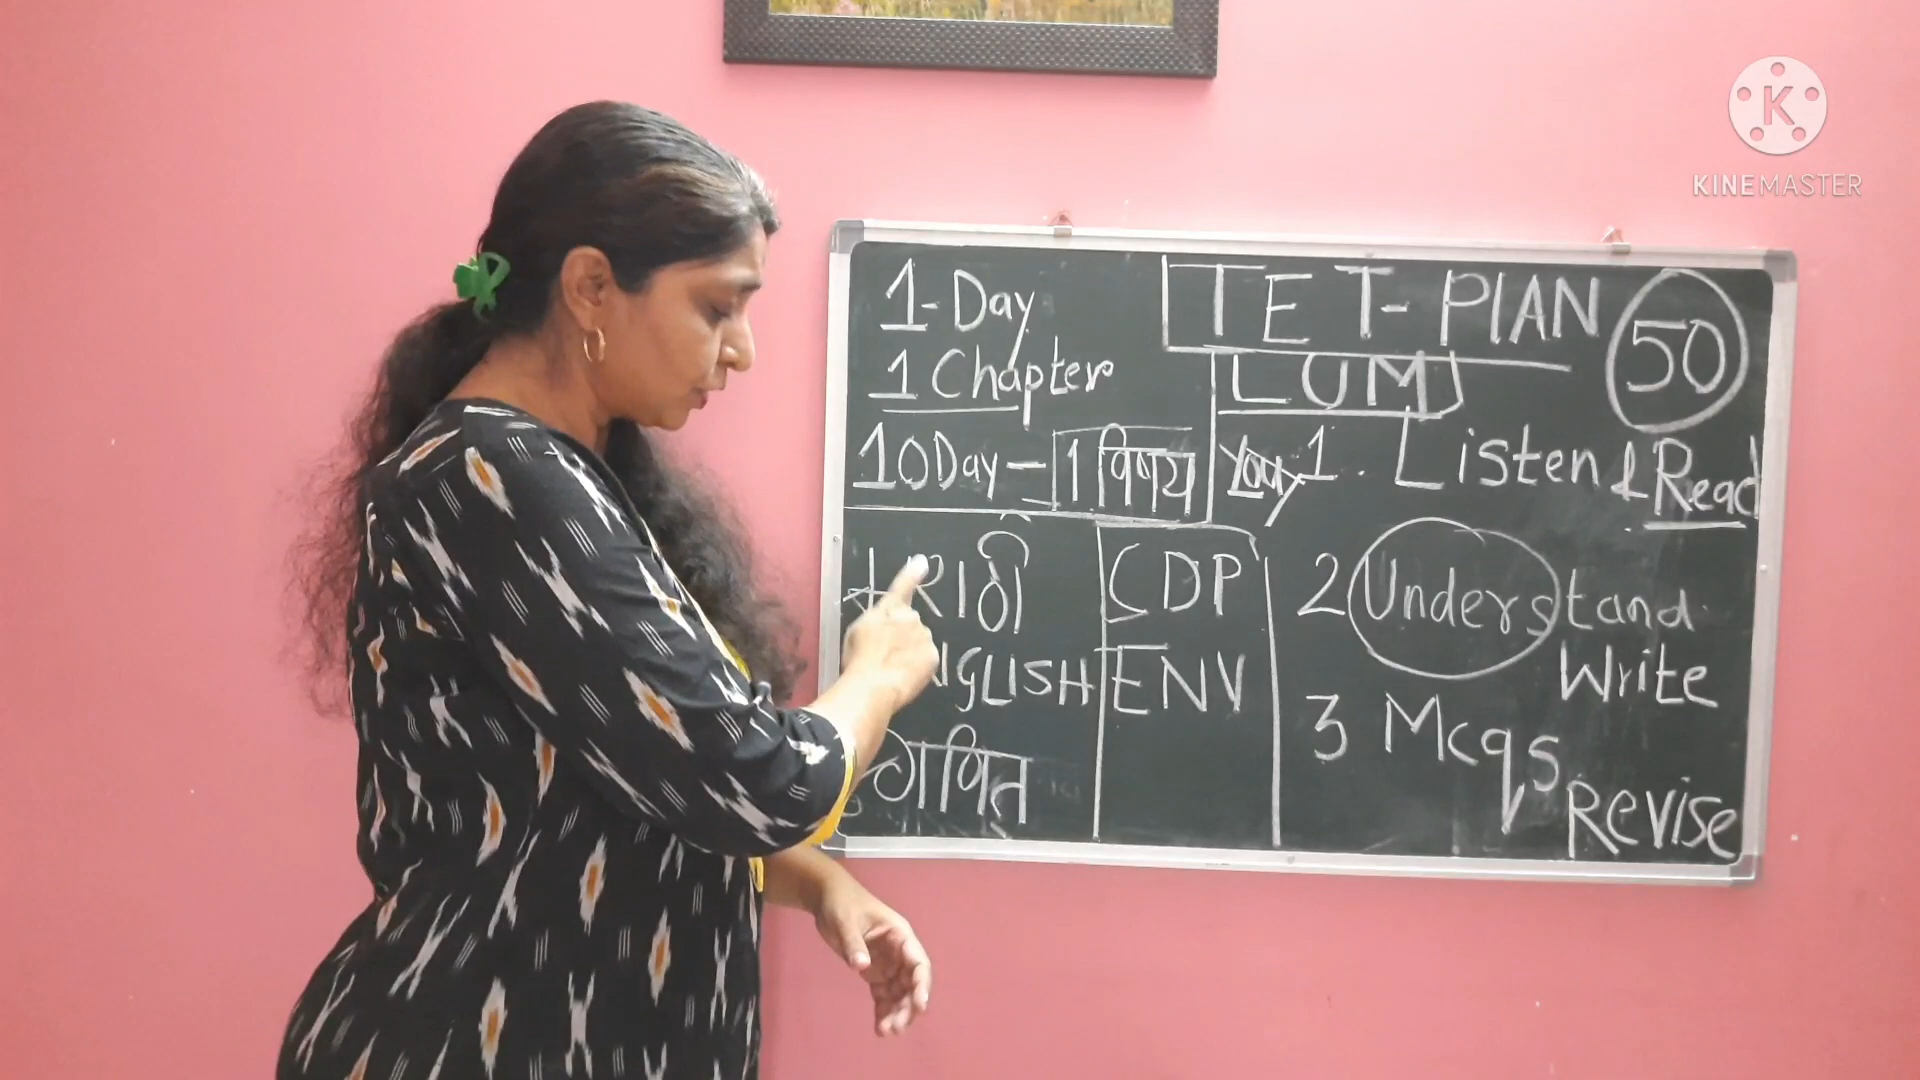 1-Day
1 Chapter
10Day - 1 विषय
TET-PlAN
50
LUM
You 1. Listen & Read
मराठी
CDP
ENGLISH
ENV
गणित
2 Understand
Write
3 Mcqs
Revise
KINEMASTER